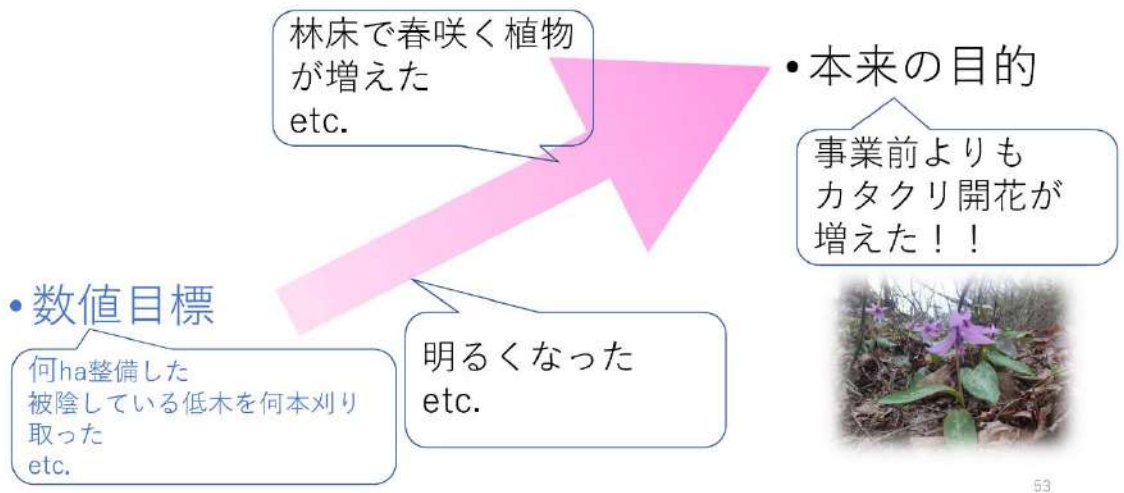 林床で春咲く植物
が増えた
etc.
•本来の目的
事業前よりも
カタクリ開花が
増えた！！
•数値目標
何ha整備した
被陰している低木を何本刈り
取った
etc.
明るくなった
etc.
53